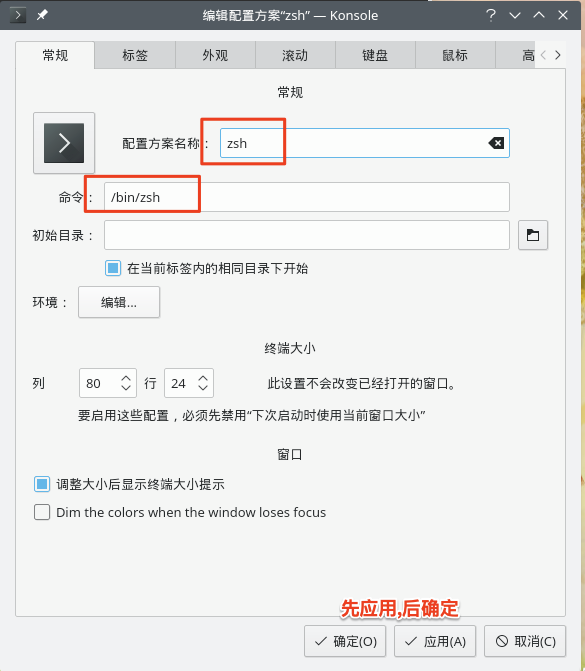 编辑配置方案“zsh” — Konsole
常规 标签 外观 滚动 键盘 鼠标 高
常规
配置方案名称： zsh
命令： /bin/zsh
初始目录：
在当前标签内的相同目录下开始
环境： 编辑...
终端大小
列 80 行 24 此设置不会改变已经打开的窗口。
要启用这些配置，必须先禁用“下次启动时使用当前窗口大小”
窗口
调整大小后显示终端大小提示
Dim the colors when the window loses focus
先应用,后确定
确定(O) 应用(A) 取消(C)